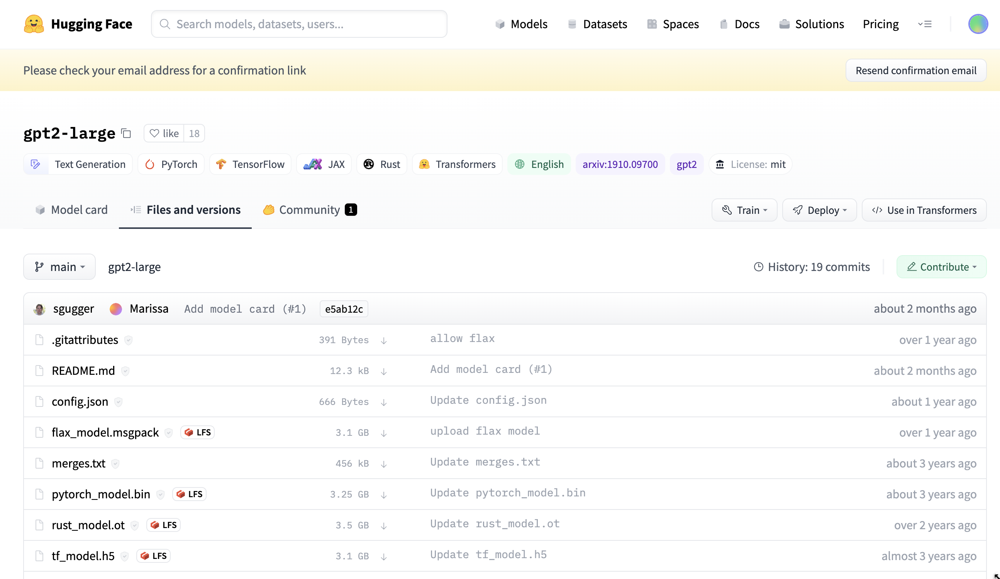 Hugging Face Search models, datasets, users... Models Datasets Spaces Docs Solutions Pricing
Please check your email address for a confirmation link Resend confirmation email
gpt2-large like 18
Text Generation PyTorch TensorFlow JAX Rust Transformers English arxiv:1910.09700 gpt2 License: mit
Model card Files and versions Community 1 Train Deploy </> Use in Transformers
main gpt2-large History: 19 commits Contribute
sgugger Marissa Add model card (#1) e5ab12c about 2 months ago
.gitattributes 391 Bytes allow flax over 1 year ago
README.md 12.3 kB Add model card (#1) about 2 months ago
config.json 666 Bytes Update config.json about 1 year ago
flax_model.msgpack LFS 3.1 GB upload flax model over 1 year ago
merges.txt 456 kB Update merges.txt about 3 years ago
pytorch_model.bin LFS 3.25 GB Update pytorch_model.bin about 3 years ago
rust_model.ot LFS 3.5 GB Update rust_model.ot over 2 years ago
tf_model.h5 LFS 3.1 GB Update tf_model.h5 almost 3 years ago